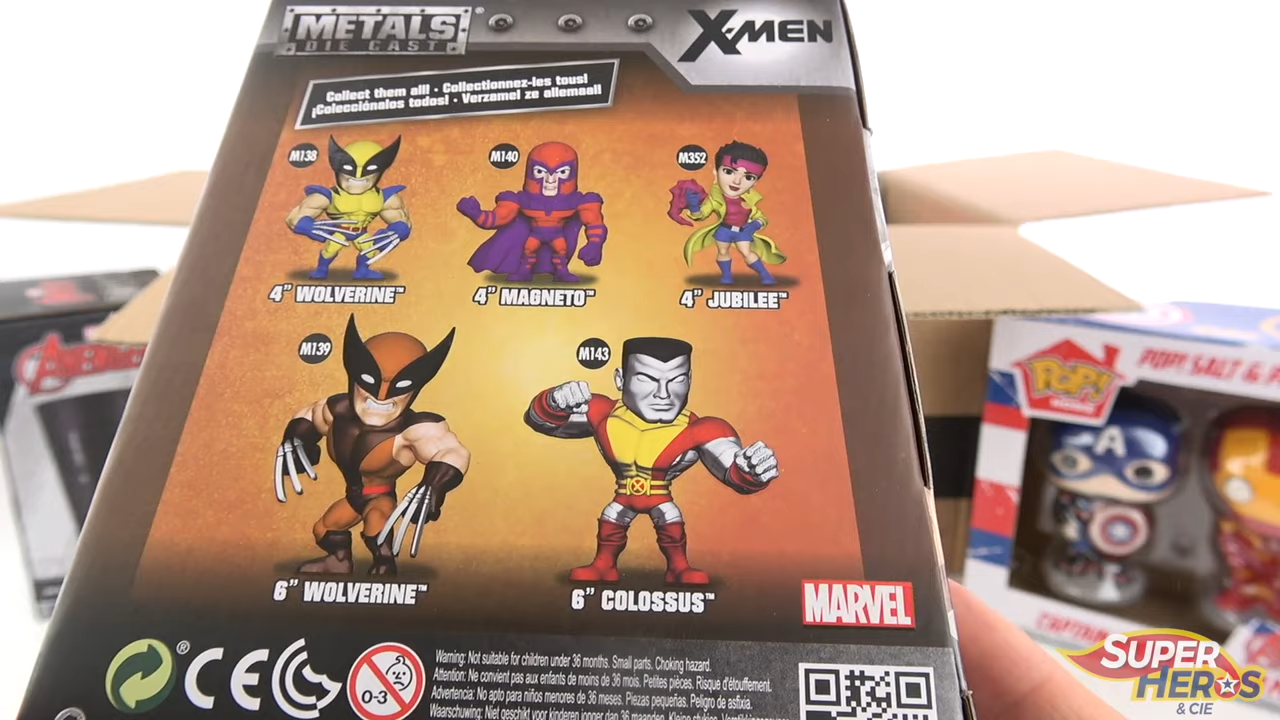 METALS
DIE CAST
X-MEN
Collect them all! · Collectionnez-les tous!
¡Colecciónalos todos! · Verzamel ze allemaal!
M138
M140
M352
4” WOLVERINE™
4” MAGNETO™
4” JUBILEE™
M139
M143
6” WOLVERINE™
6” COLOSSUS™
MARVEL
® CE
0-3
Warning: Not suitable for children under 36 months. Small parts. Choking hazard.
Attention: Ne convient pas aux enfants de moins de 36 mois. Petites pièces. Risque d'étouffement.
Advertencia: No apto para niños menores de 36 meses. Piezas pequeñas. Peligro de asfixia.
Waarschuwing: Niet geschikt voor kinderen jonger dan 36 maanden. Kleine
POP!
POP! SALT &
A
SUPER
HEROS
& CIE